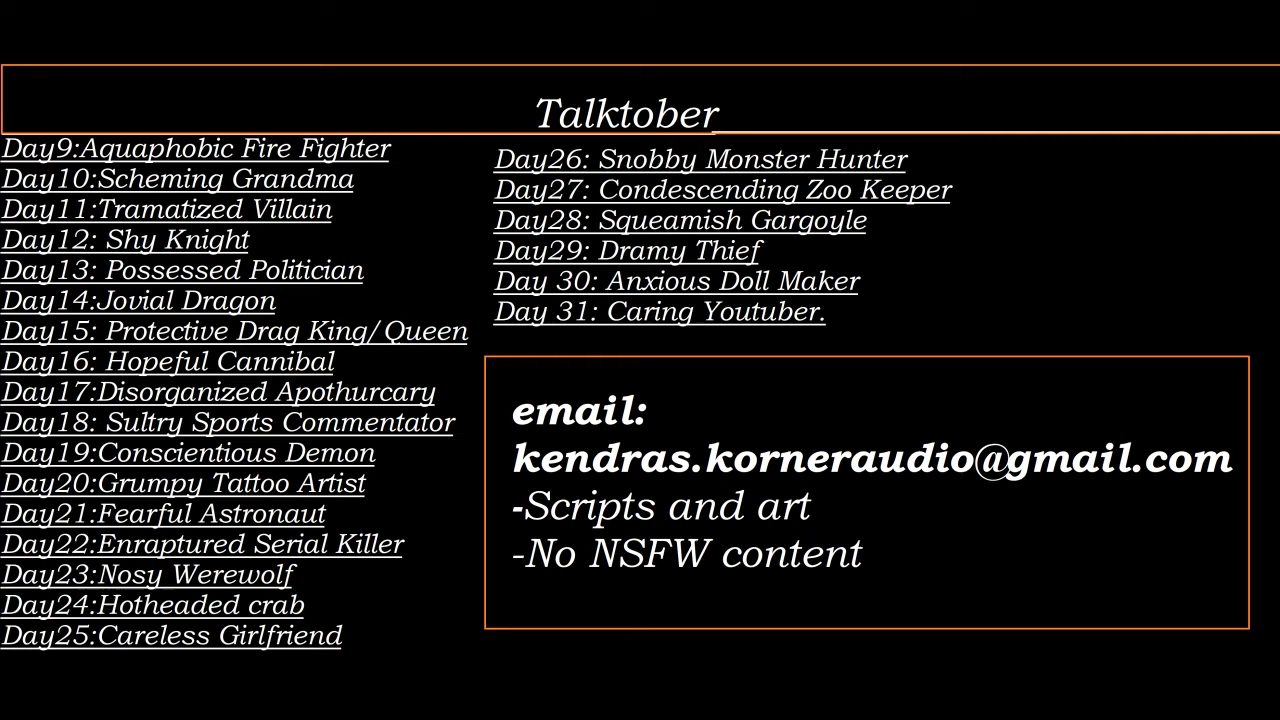 Talktober
Day9:Aquaphobic Fire Fighter
Day10:Scheming Grandma
Day11:Tramatized Villain
Day12: Shy Knight
Day13: Possessed Politician
Day14:Jovial Dragon
Day15: Protective Drag King/Queen
Day16: Hopeful Cannibal
Day17:Disorganized Apothurcary
Day18: Sultry Sports Commentator
Day19:Conscientious Demon
Day20:Grumpy Tattoo Artist
Day21:Fearful Astronaut
Day22:Enraptured Serial Killer
Day23:Nosy Werewolf
Day24:Hotheaded crab
Day25:Careless Girlfriend
Day26: Snobby Monster Hunter
Day27: Condescending Zoo Keeper
Day28: Squeamish Gargoyle
Day29: Dramy Thief
Day 30: Anxious Doll Maker
Day 31: Caring Youtuber.
email:
kendras.korneraudio@gmail.com
-Scripts and art
-No NSFW content